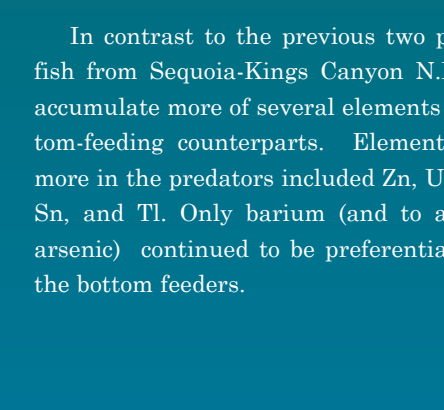 In contrast to the previous two
fish from Sequoia-Kings Canyon
accumulate more of several elements
tom-feeding counterparts. Element
more in the predators included Zn, U
Sn, and Tl. Only barium (and to a
arsenic) continued to be preferentia
the bottom feeders.